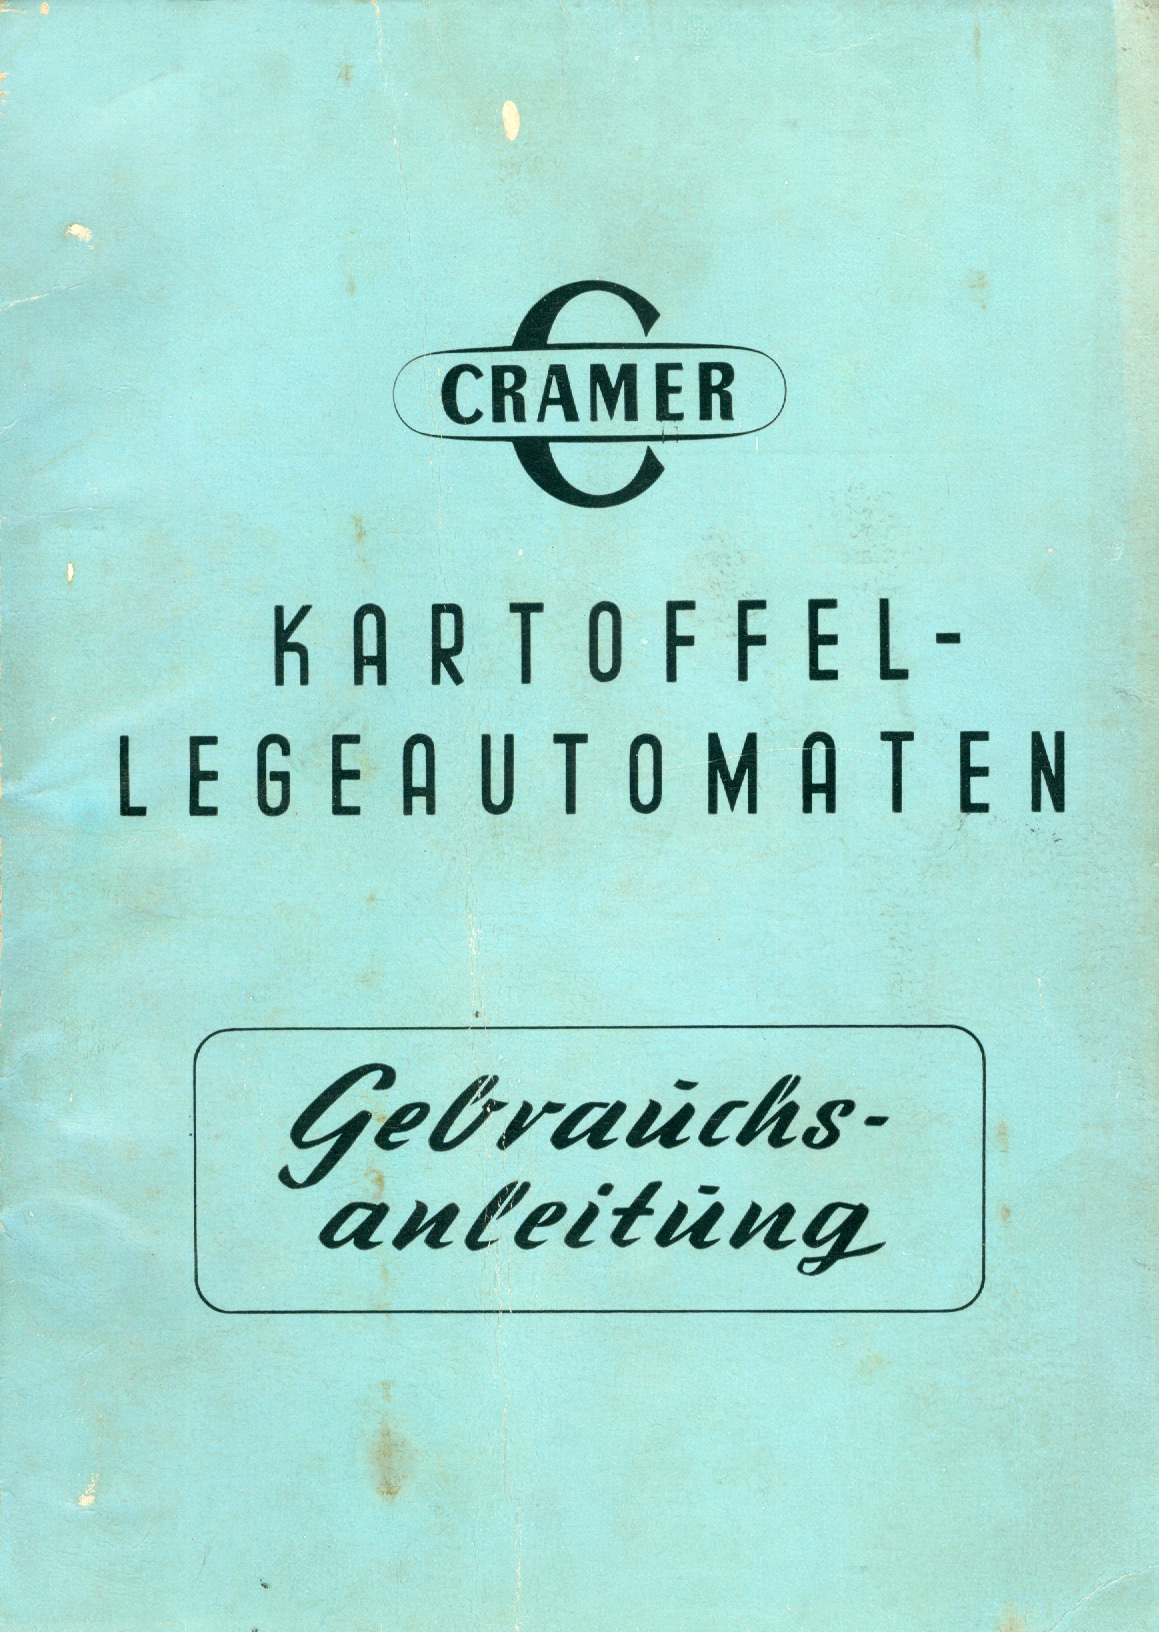 CRAMER
KARTOFFEL-
LEGEAUTOMATEN
Gebrauchs-
anleitung